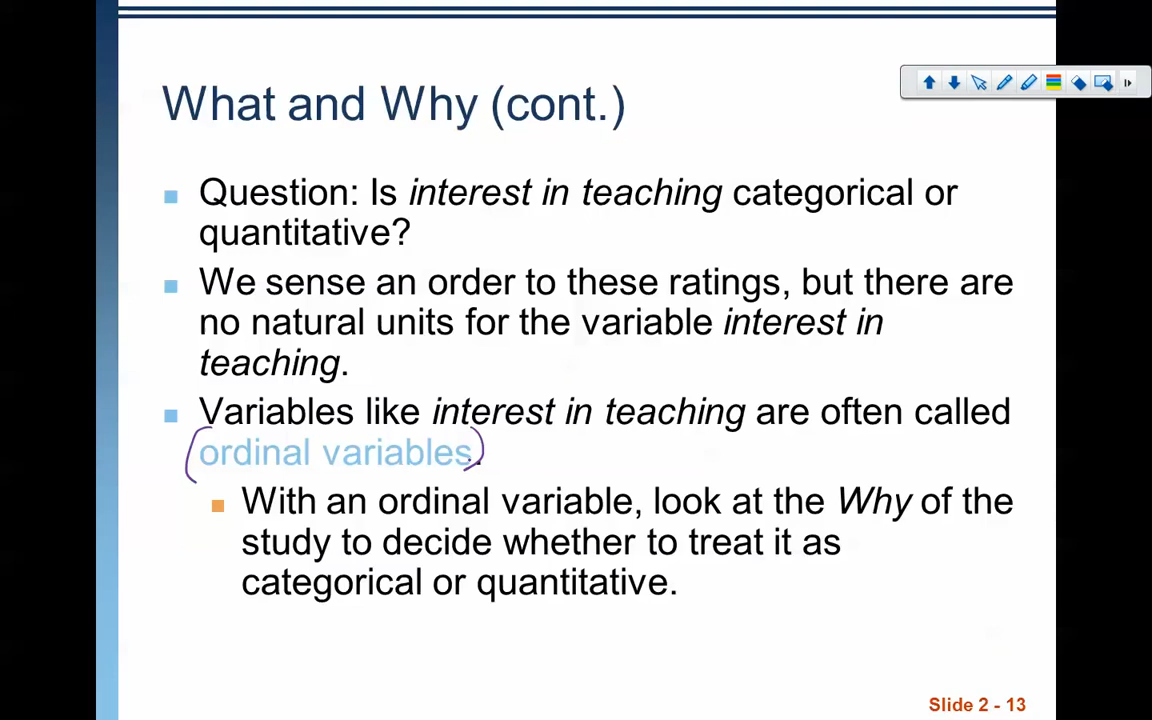 What and Why (cont.)
Question: Is interest in teaching categorical or
quantitative?
We sense an order to these ratings, but there are
no natural units for the variable interest in
teaching.
Variables like interest in teaching are often called
ordinal variables.
With an ordinal variable, look at the Why of the
study to decide whether to treat it as
categorical or quantitative.
Slide 2 - 13